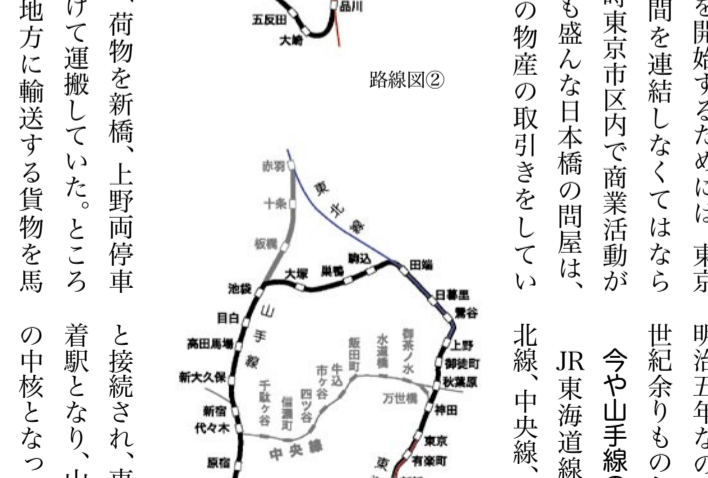 を開始するためには、東京
間を連結しなくてはなら
時東京市区内で商業活動が
も盛んな日本橋の問屋は、
の物産の取引きをしてい
、荷物を新橋、上野両停車
けて運搬していた。ところ
地方に輸送する貨物を馬
明治五年なの
世紀余りもの
今や山手線の
JR東海道線
北線、中央線、
と接続され、東
着駅となり、山
の中核となっ
品川
五反田
大崎
路線図②
赤羽
十条
板橋
東北線
池袋
大塚
巣鴨
駒込
田端
日暮里
鶯谷
上野
御徒町
秋葉原
神田
東京
有楽町
目白
高田馬場
新大久保
新宿
代々木
原宿
山手線
千駄ヶ谷
信濃町
四ツ谷
市ヶ谷
牛込
飯田町
水道橋
御茶ノ水
万世橋
中央線
東